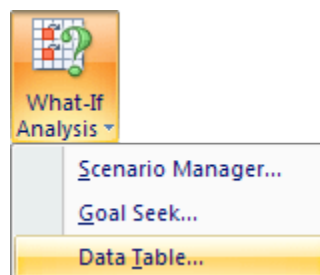 What-If
Analysis
Scenario Manager...
Goal Seek...
Data Table...